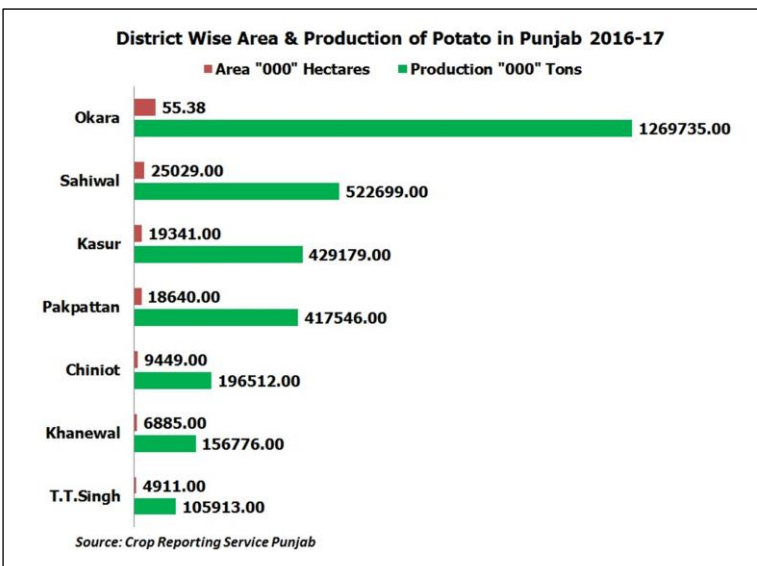 District Wise Area & Production of Potato in Punjab 2016-17
Area "000" Hectares Production "000" Tons
Okara
55.38
1269735.00
Sahiwal
25029.00
522699.00
Kasur
19341.00
429179.00
Pakpattan
18640.00
417546.00
Chiniot
9449.00
196512.00
Khanewal
6885.00
156776.00
T.T.Singh
4911.00
105913.00
Source: Crop Reporting Service Punjab